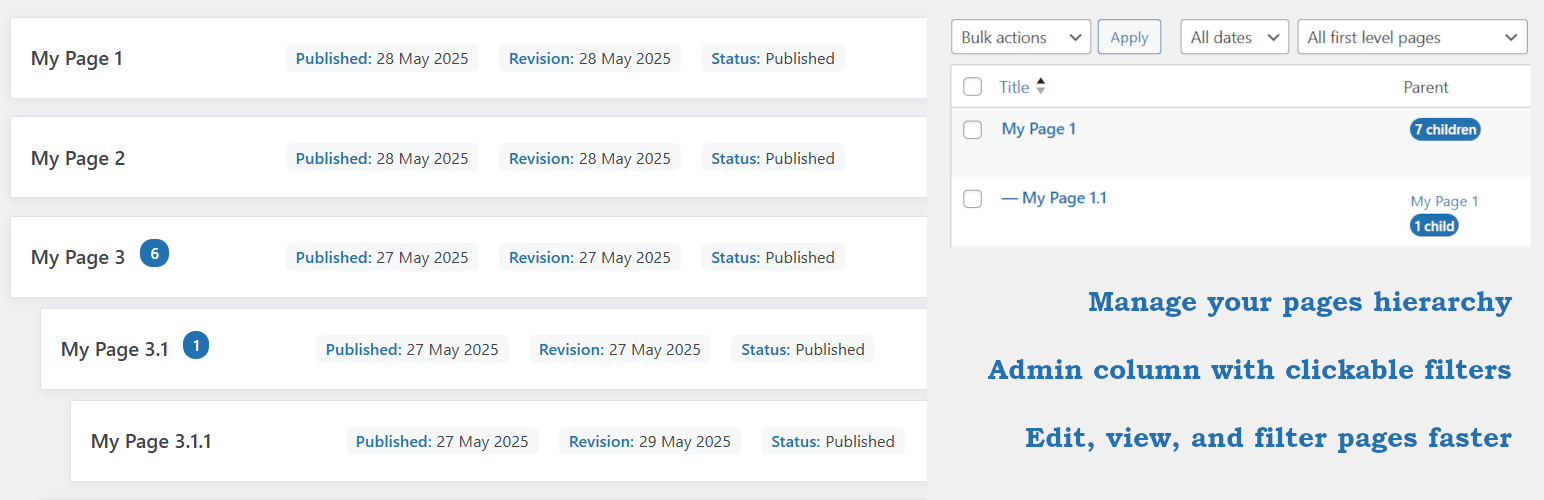 My Page 1 Published: 28 May 2025 Revision: 28 May 2025 Status: Published
My Page 2 Published: 28 May 2025 Revision: 28 May 2025 Status: Published
My Page 3 6 Published: 27 May 2025 Revision: 27 May 2025 Status: Published
My Page 3.1 1 Published: 27 May 2025 Revision: 27 May 2025 Status: Published
My Page 3.1.1 Published: 27 May 2025 Revision: 29 May 2025 Status: Published
Bulk actions Apply All dates All first level pages
Title Parent
My Page 1 7 children
— My Page 1.1 My Page 1
1 child
Manage your pages hierarchy
Admin column with clickable filters
Edit, view, and filter pages faster